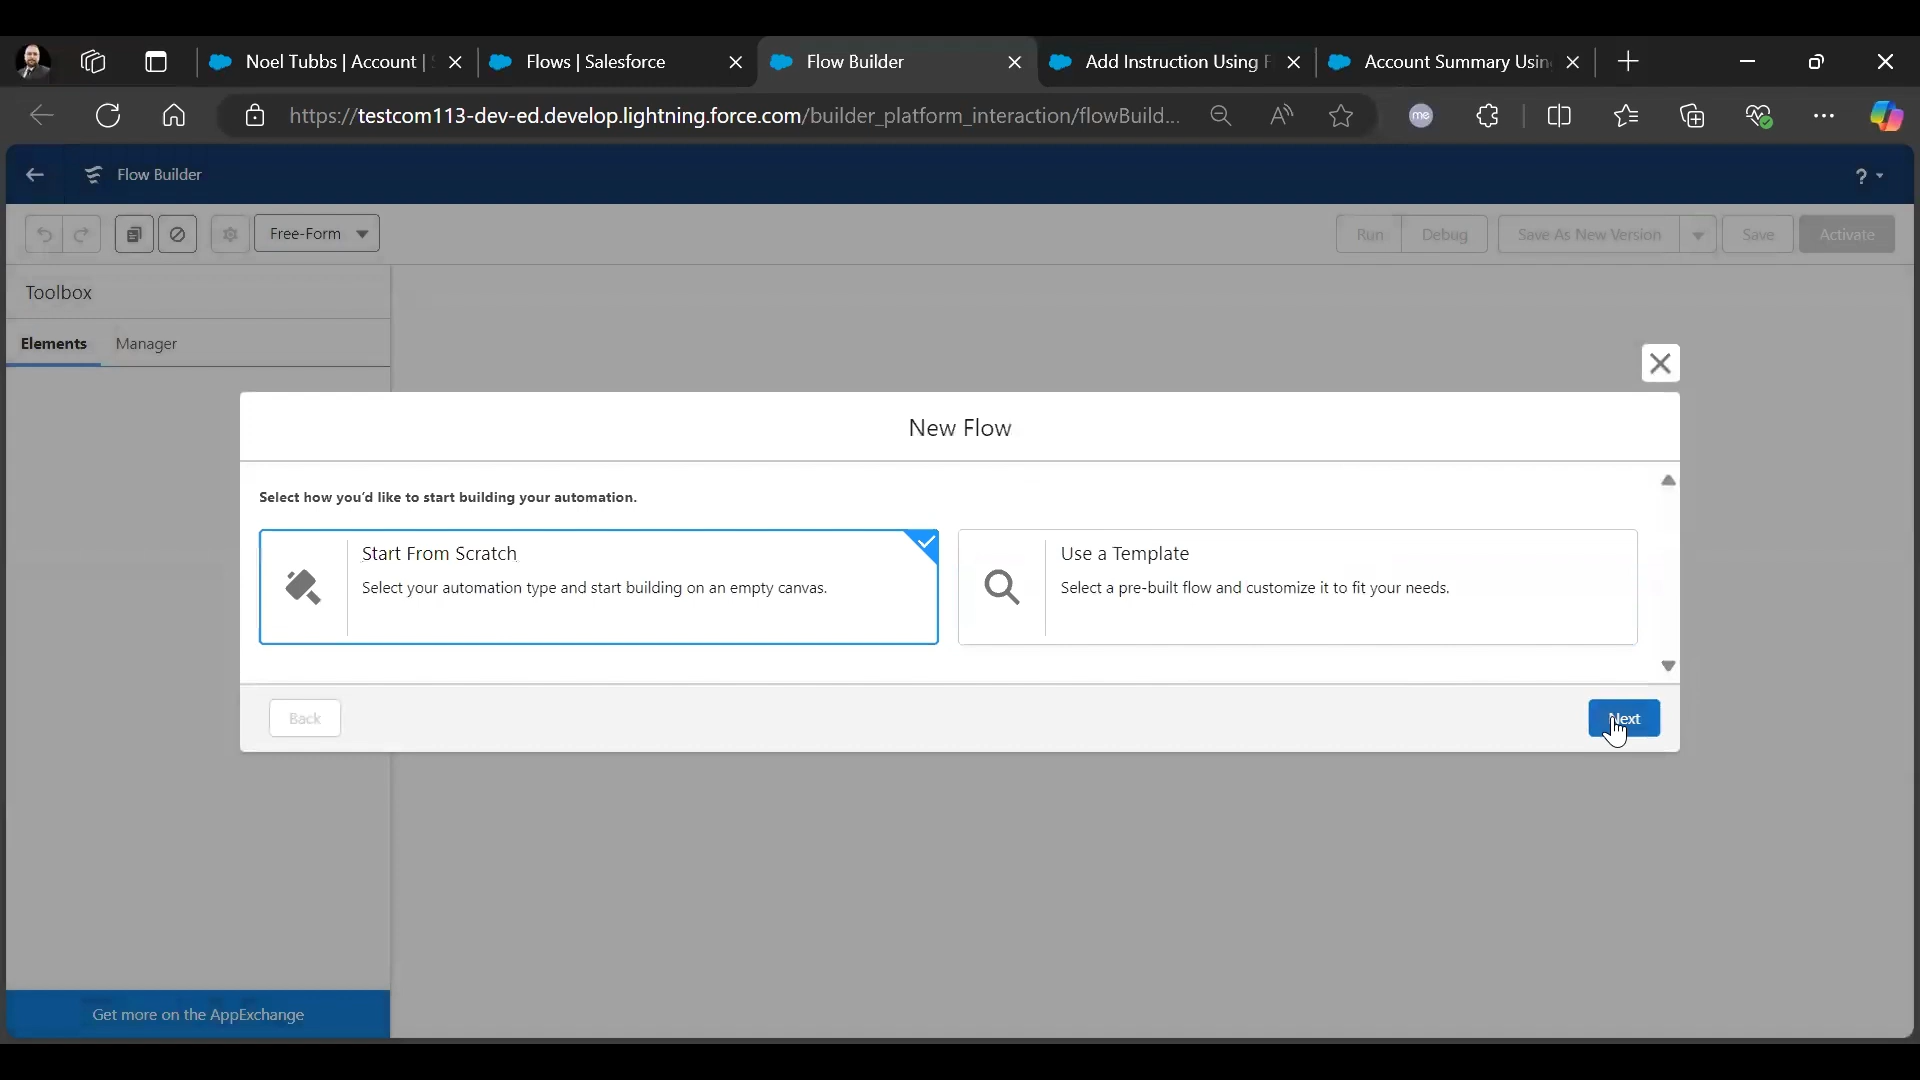 Noel Tubbs | Account |
Flows | Salesforce
Flow Builder
Add Instruction Using F
Account Summary Usin
https://testcom113-dev-ed.develop.lightning.force.com/builder_platform_interaction/flowBuild...
me
Flow Builder
?
Free-Form
Run
Debug
Save As New Version
Save
Activate
Toolbox
Elements
Manager
New Flow
Select how you'd like to start building your automation.
Start From Scratch
Select your automation type and start building on an empty canvas.
Use a Template
Select a pre-built flow and customize it to fit your needs.
Back
Next
Get more on the AppExchange